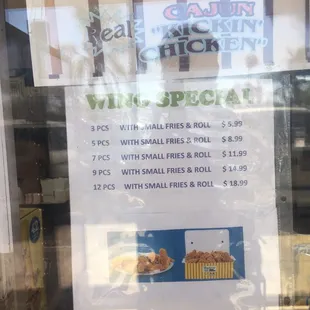 Real
CAJUN
"KICKIN'
CHICKEN"
WING SPECIAL
3 PCS WITH SMALL FRIES & ROLL $ 5.99
5 PCS WITH SMALL FRIES & ROLL $ 8.99
7 PCS WITH SMALL FRIES & ROLL $ 11.99
9 PCS WITH SMALL FRIES & ROLL $ 14.99
12 PCS WITH SMALL FRIES & ROLL $ 18.99